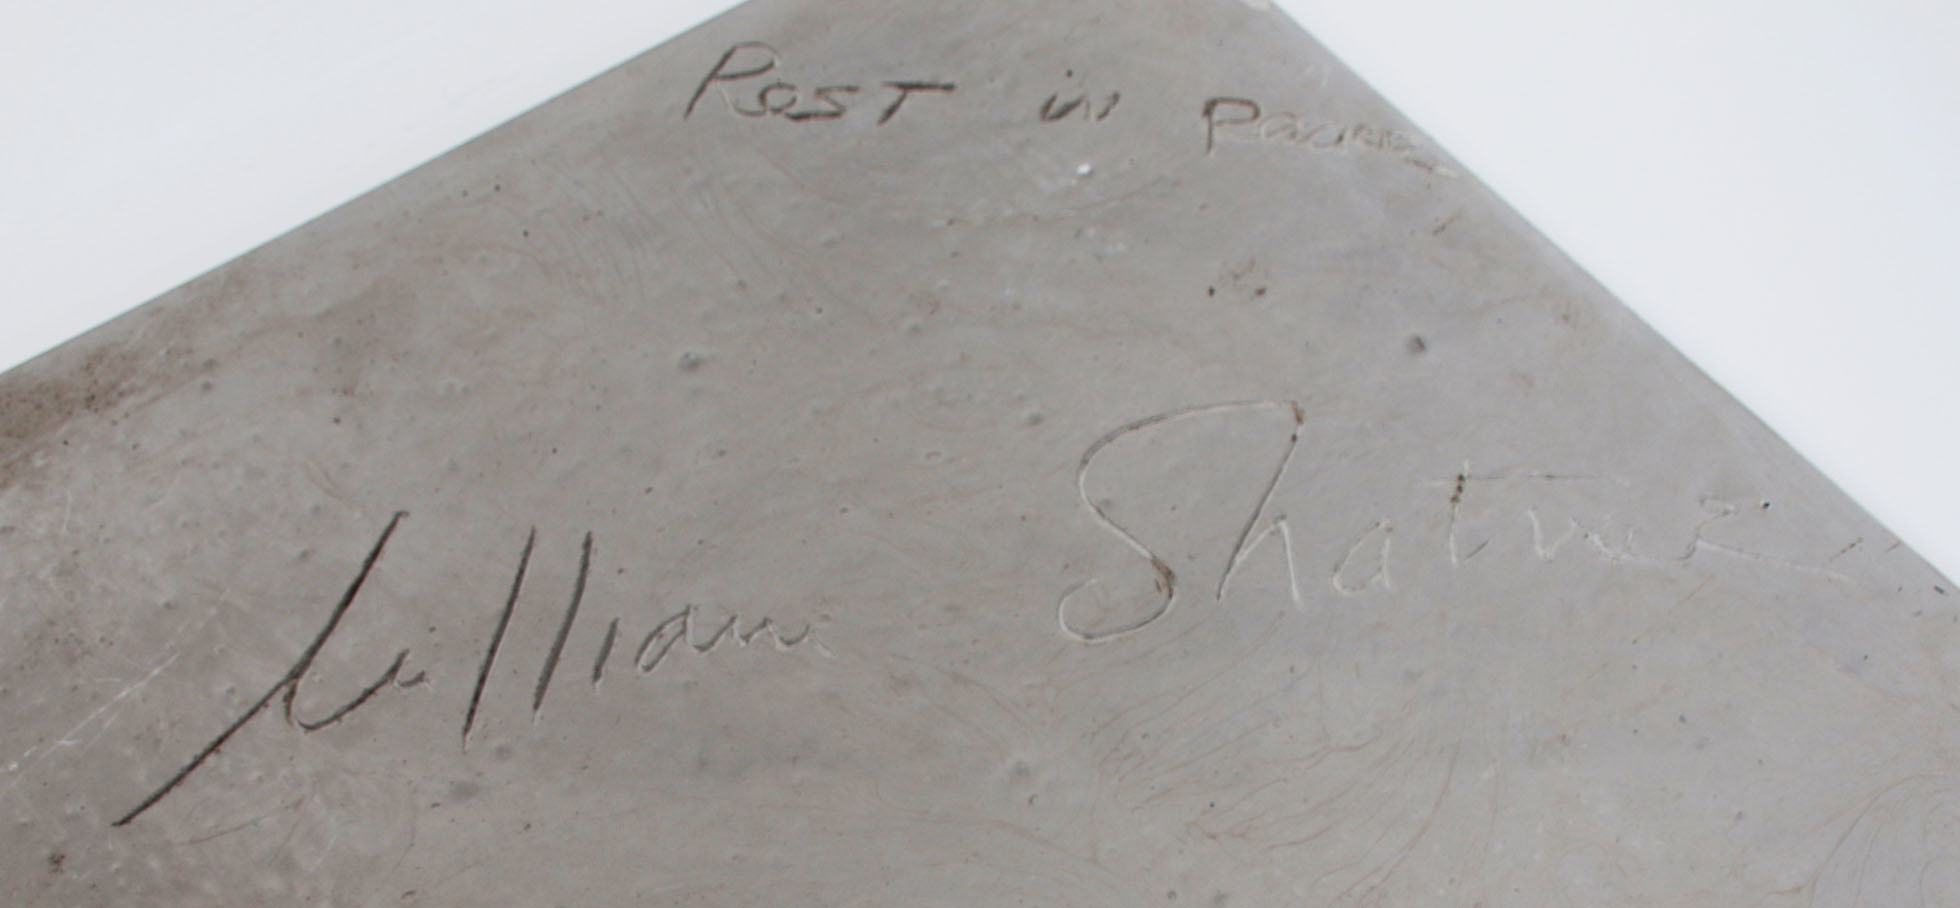 Rest in Peace
William Shatner